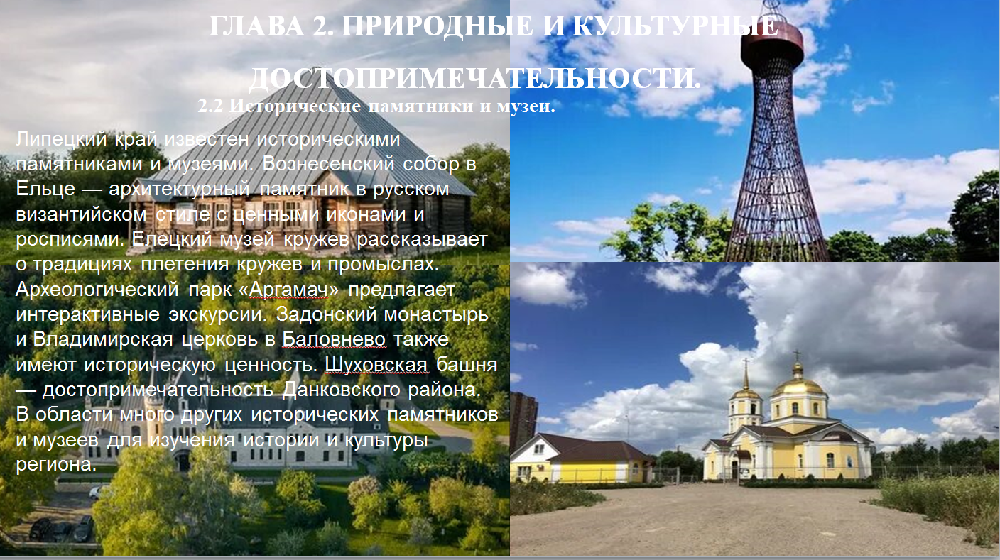 ГЛАВА 2. ПРИРОДНЫЕ И КУЛЬТУРНЫЕ
ДОСТОПРИМЕЧАТЕЛЬНОСТИ.
2.2 Исторические памятники и музеи.
Липецкий край известен историческими
памятниками и музеями. Вознесенский собор в
Ельце — архитектурный памятник в русском
византийском стиле с ценными иконами и
росписями. Елецкий музей кружев рассказывает
о традициях плетения кружев и промыслах.
Археологический парк «Аргамач» предлагает
интерактивные экскурсии. Задонский монастырь
и Владимирская церковь в Баловнево также
имеют историческую ценность. Шуховская башня
— достопримечательность Данковского района.
В области много других исторических памятников
и музеев для изучения истории и культуры
региона.